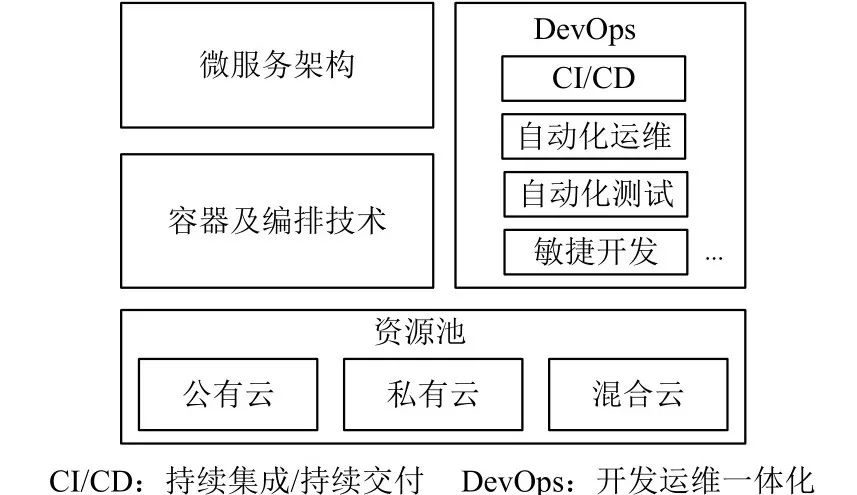 微服务架构
容器及编排技术
DevOps
CI/CD
自动化运维
自动化测试
敏捷开发
...
资源池
公有云 私有云 混合云
CI/CD：持续集成/持续交付 DevOps：开发运维一体化